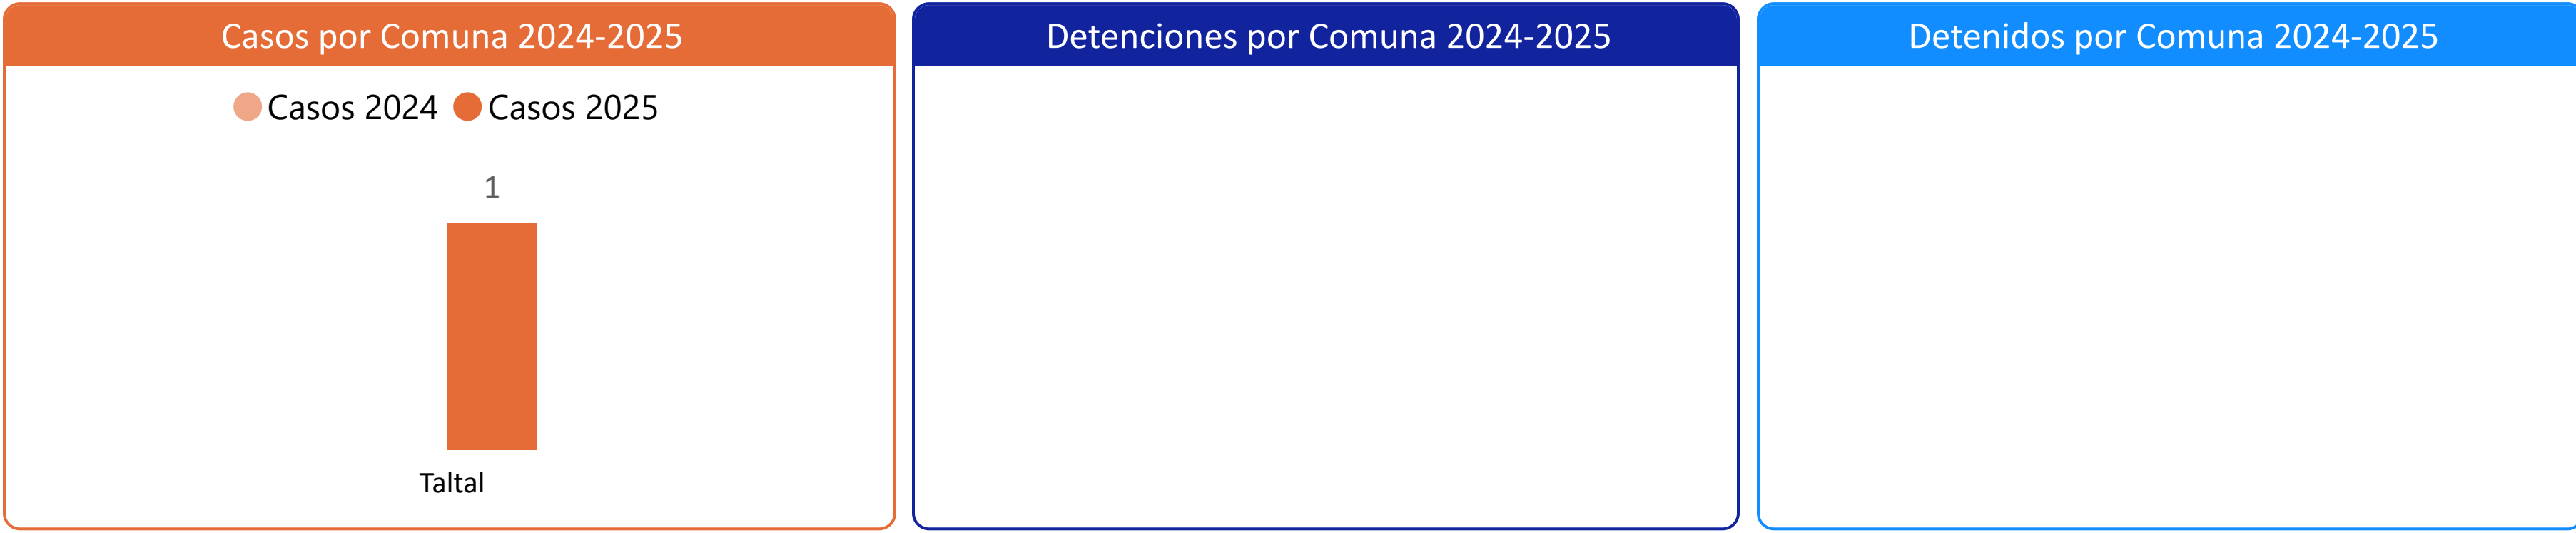 Casos por Comuna 2024-2025
Casos 2024 Casos 2025
1
Taltal
Detenciones por Comuna 2024-2025
Detenidos por Comuna 2024-2025